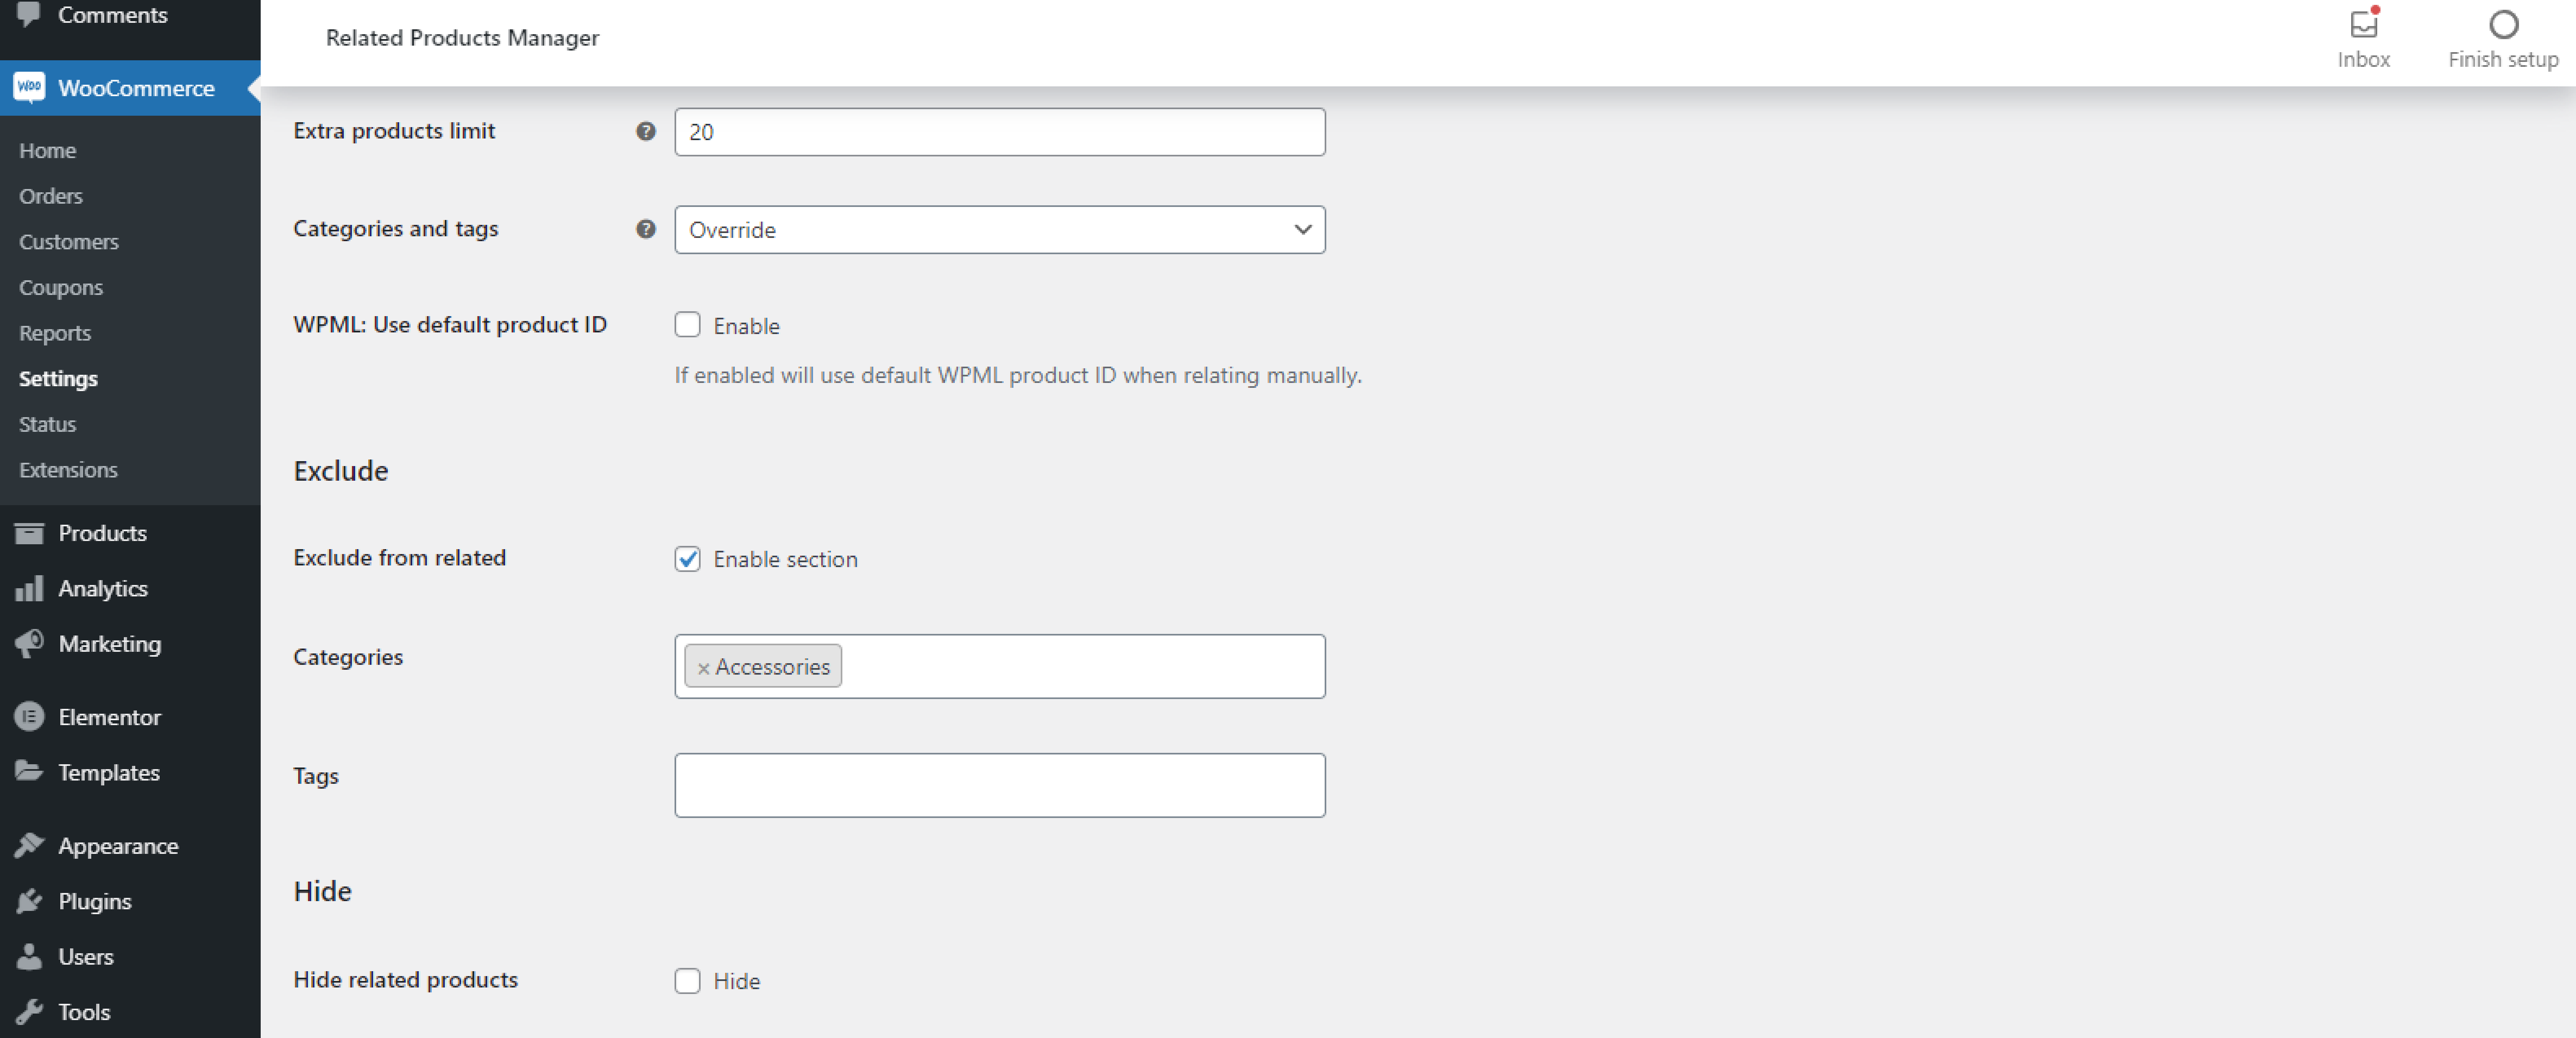 Comments
WooCommerce
Home
Orders
Customers
Coupons
Reports
Settings
Status
Extensions
Products
Analytics
Marketing
Elementor
Templates
Appearance
Plugins
Users
Tools
Related Products Manager
Inbox
Finish setup
Extra products limit ? 20
Categories and tags ? Override
WPML: Use default product ID Enable
If enabled will use default WPML product ID when relating manually.
Exclude
Exclude from related Enable section
Categories × Accessories
Tags
Hide
Hide related products Hide